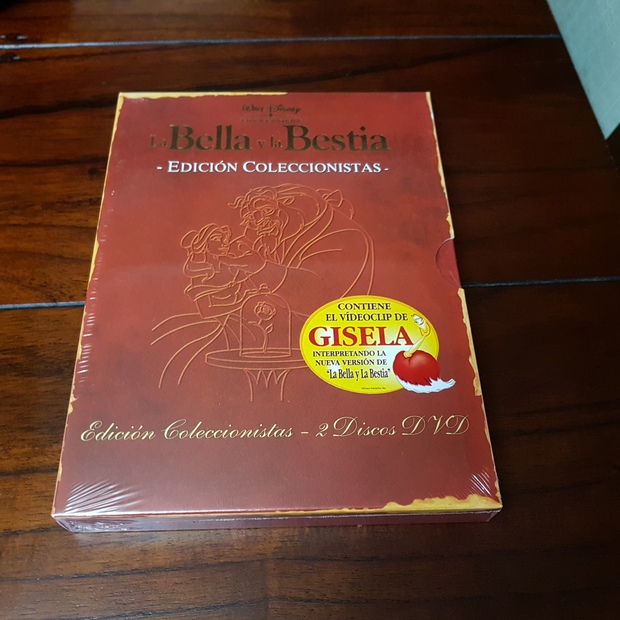 Walt Disney
La Bella y la Bestia
- EDICIÓN COLECCIONISTAS -
CONTIENE
EL VÍDEOCLIP DE
GISELA
INTERPRETANDO LA
NUEVA VERSIÓN DE
"La Bella y La Bestia"
Edición Coleccionistas - 2 Discos DVD